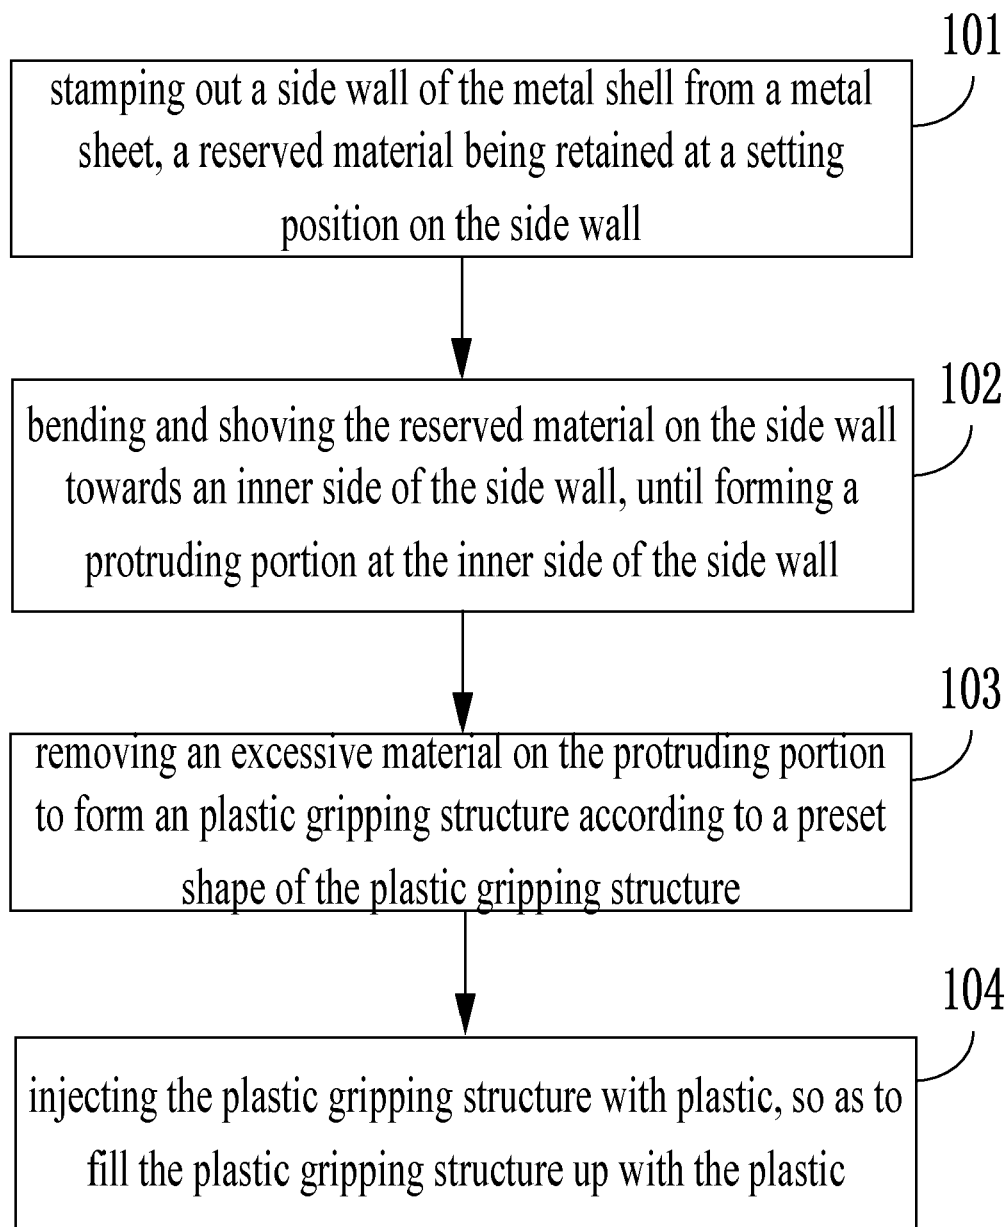 101
stamping out a side wall of the metal shell from a metal
sheet, a reserved material being retained at a setting
position on the side wall
102
bending and shoving the reserved material on the side wall
towards an inner side of the side wall, until forming a
protruding portion at the inner side of the side wall
103
removing an excessive material on the protruding portion
to form an plastic gripping structure according to a preset
shape of the plastic gripping structure
104
injecting the plastic gripping structure with plastic, so as to
fill the plastic gripping structure up with the plastic